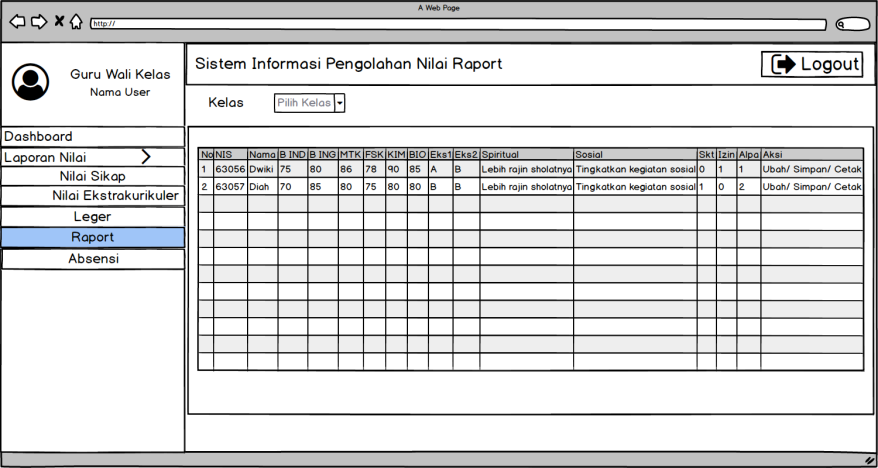 A Web Page
http://
Guru Wali Kelas
Nama User
Sistem Informasi Pengolahan Nilai Raport
Logout
Kelas
Pilih Kelas
Dashboard
Laporan Nilai
Nilai Sikap
Nilai Ekstrakurikuler
Leger
Raport
Absensi
No NIS Nama B IND B ING MTK FSK KIM BIO Eks1 Eks2 Spiritual Sosial Skt Izin Alpa Aksi
1 63056 Dwiki 75 80 86 78 90 85 A B Lebih rajin sholatnya Tingkatkan kegiatan sosial 0 1 1 Ubah/ Simpan/ Cetak
2 63057 Diah 70 85 80 75 80 80 B B Lebih rajin sholatnya Tingkatkan kegiatan sosial 1 0 2 Ubah/ Simpan/ Cetak